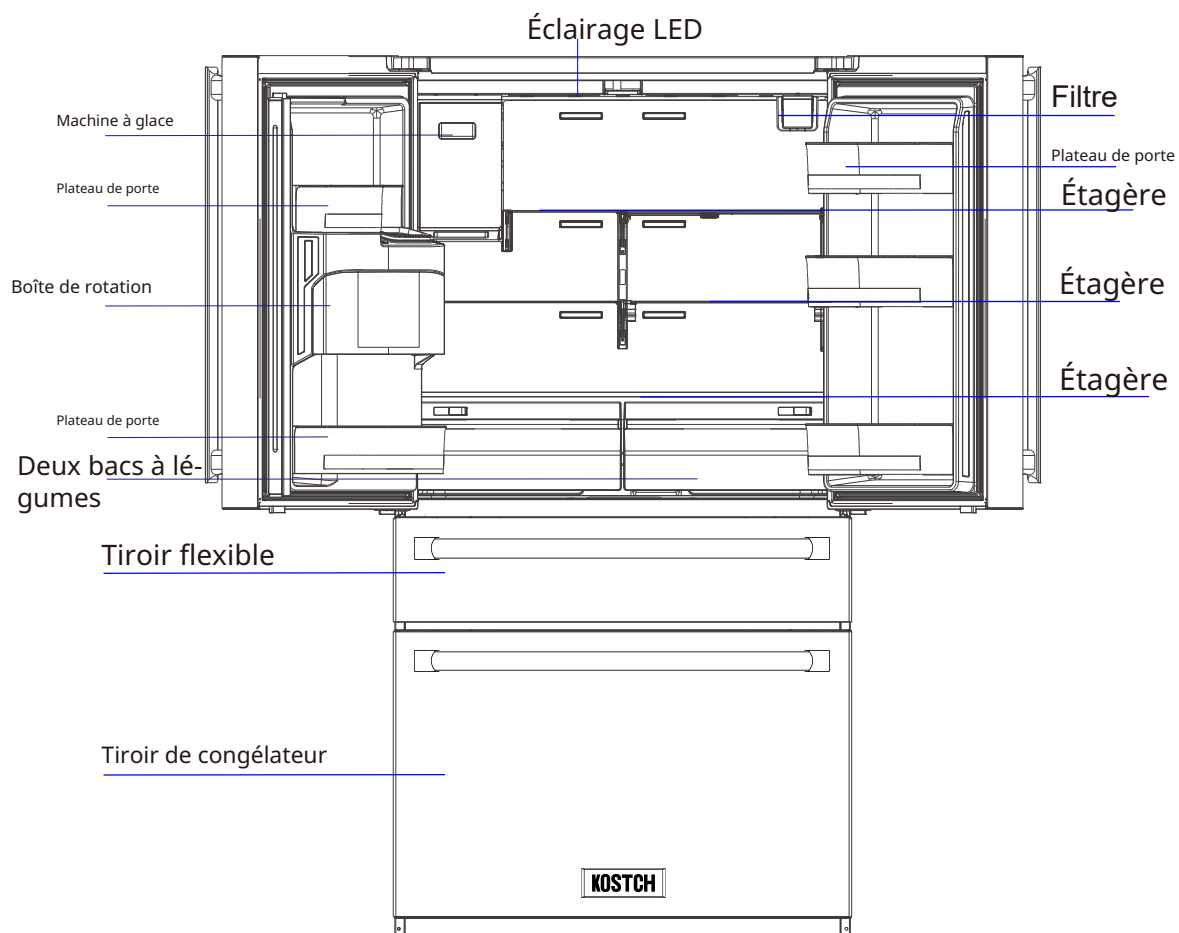 Éclairage LED
Filtre
Machine à glace
Plateau de porte
Plateau de porte
Étagère
Boîte de rotation
Étagère
Étagère
Plateau de porte
Deux bacs à lé-
gumes
Tiroir flexible
Tiroir de congélateur
KOSTCH